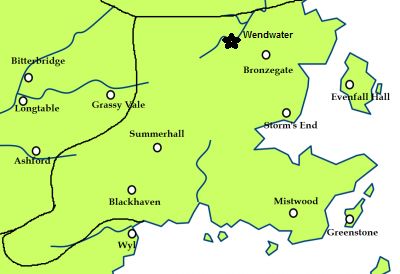 Wendwater
Bitterbridge
Bronzegate
Evenfall Hall
Longtable
Grassy Vale
Storm's End
Summerhall
Ashford
Blackhaven
Mistwood
Greenstone
Wyl